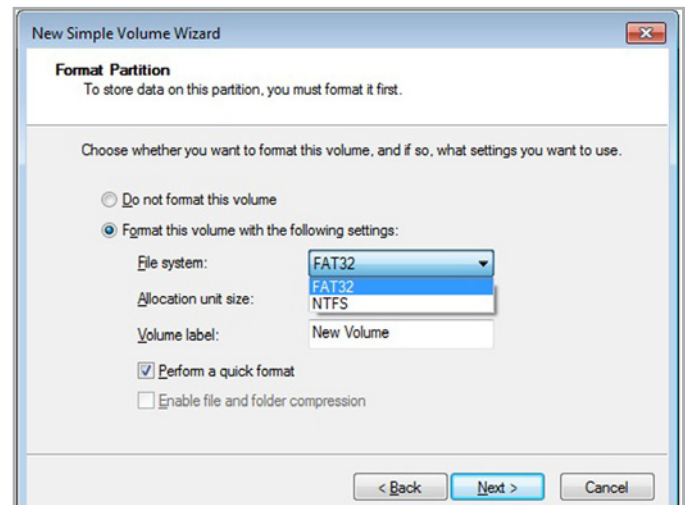 New Simple Volume Wizard
Format Partition
To store data on this partition, you must format it first.
Choose whether you want to format this volume, and if so, what settings you want to use.
Do not format this volume
Format this volume with the following settings:
File system: FAT32
FAT32
NTFS
Allocation unit size:
Volume label: New Volume
Perform a quick format
Enable file and folder compression
< Back Next > Cancel